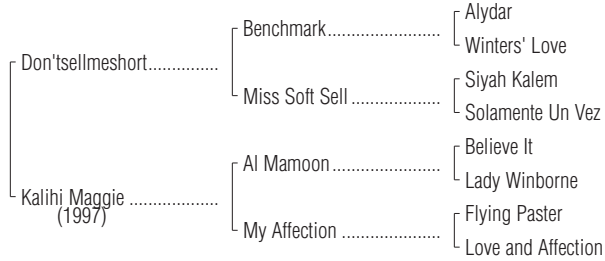 Alydar
Benchmark...................
Winters' Love
Don'tsellmeshort...............
Siyah Kalem
Miss Soft Sell ...................
Solamente Un Vez
Believe It
Al Mamoon...................
Lady Winborne
Kalihi Maggie ...................
(1997)
Flying Paster
My Affection ....................
Love and Affection